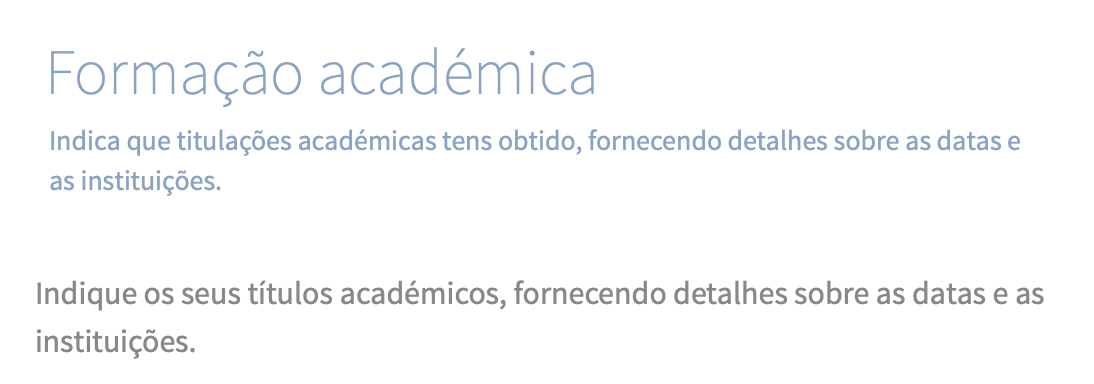 Formação académica
Indica que titulações académicas tens obtido, fornecendo detalhes sobre as datas e
as instituições.
Indique os seus títulos académicos, fornecendo detalhes sobre as datas e as
instituições.